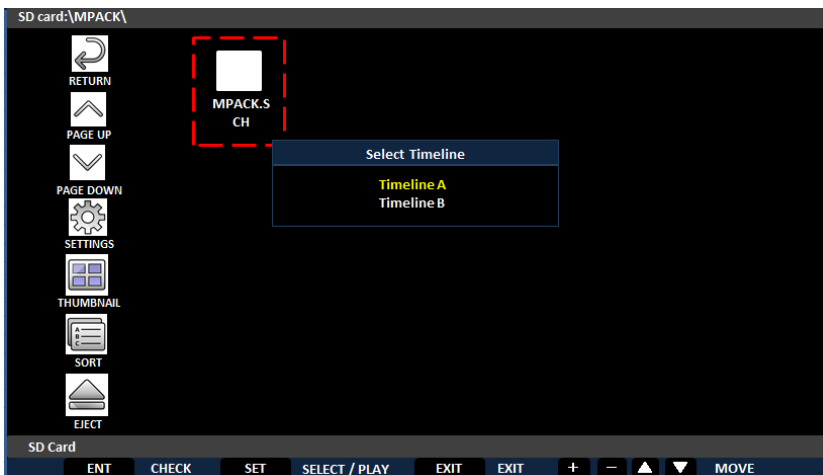 SD card:\MPACK\
RETURN
PAGE UP
PAGE DOWN
SETTINGS
THUMBNAIL
A
B
C
SORT
EJECT
MPACK.S
CH
Select Timeline
Timeline A
Timeline B
SD Card
ENT CHECK SET SELECT / PLAY EXIT EXIT + − ▲ ▼ MOVE